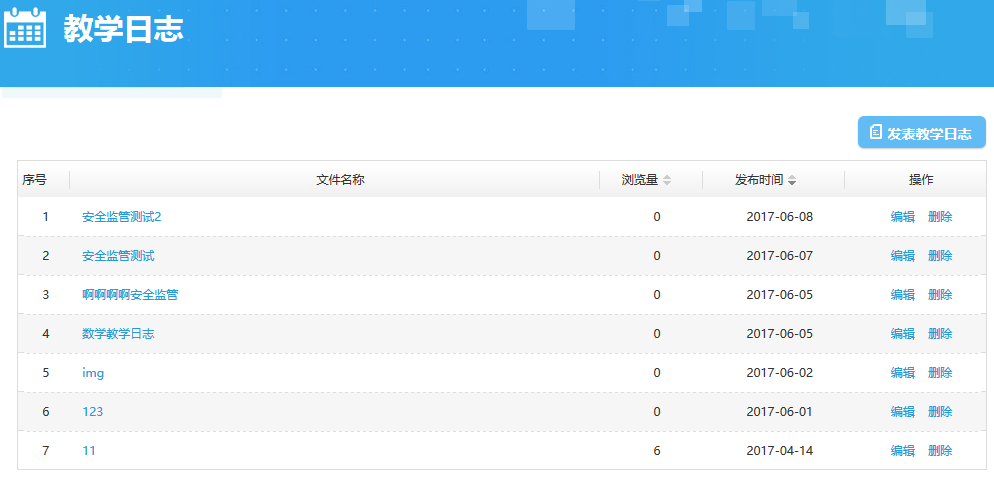 教学日志
发表教学日志
序号 文件名称 浏览量 发布时间 操作
1 安全监管测试2 0 2017-06-08 编辑 删除
2 安全监管测试 0 2017-06-07 编辑 删除
3 啊啊啊啊安全监管 0 2017-06-05 编辑 删除
4 数学教学日志 0 2017-06-05 编辑 删除
5 img 0 2017-06-02 编辑 删除
6 123 0 2017-06-01 编辑 删除
7 11 6 2017-04-14 编辑 删除